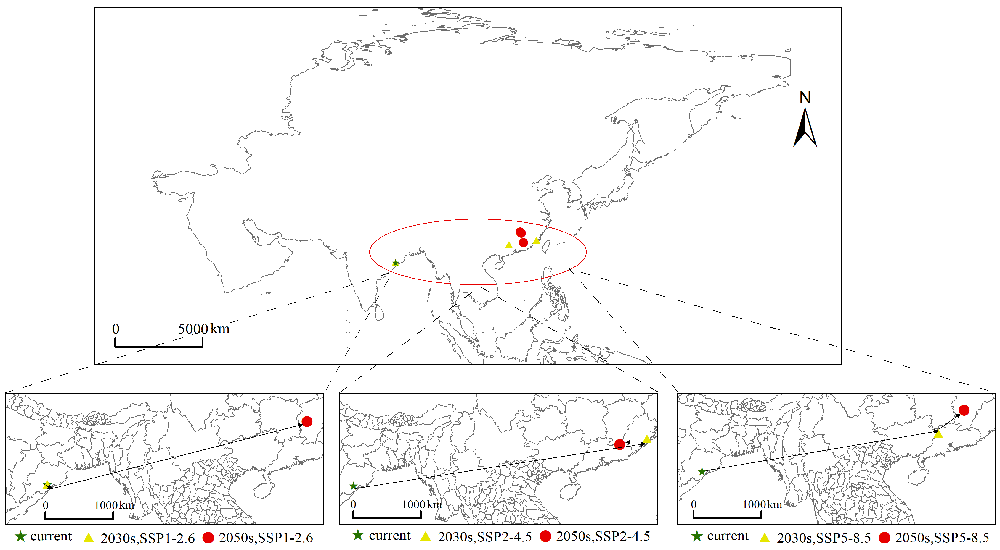 N
0 5000 km
0 1000 km
0 1000 km
0 1000 km
current 2030s,SSP1-2.6 2050s,SSP1-2.6
current 2030s,SSP2-4.5 2050s,SSP2-4.5
current 2030s,SSP5-8.5 2050s,SSP5-8.5